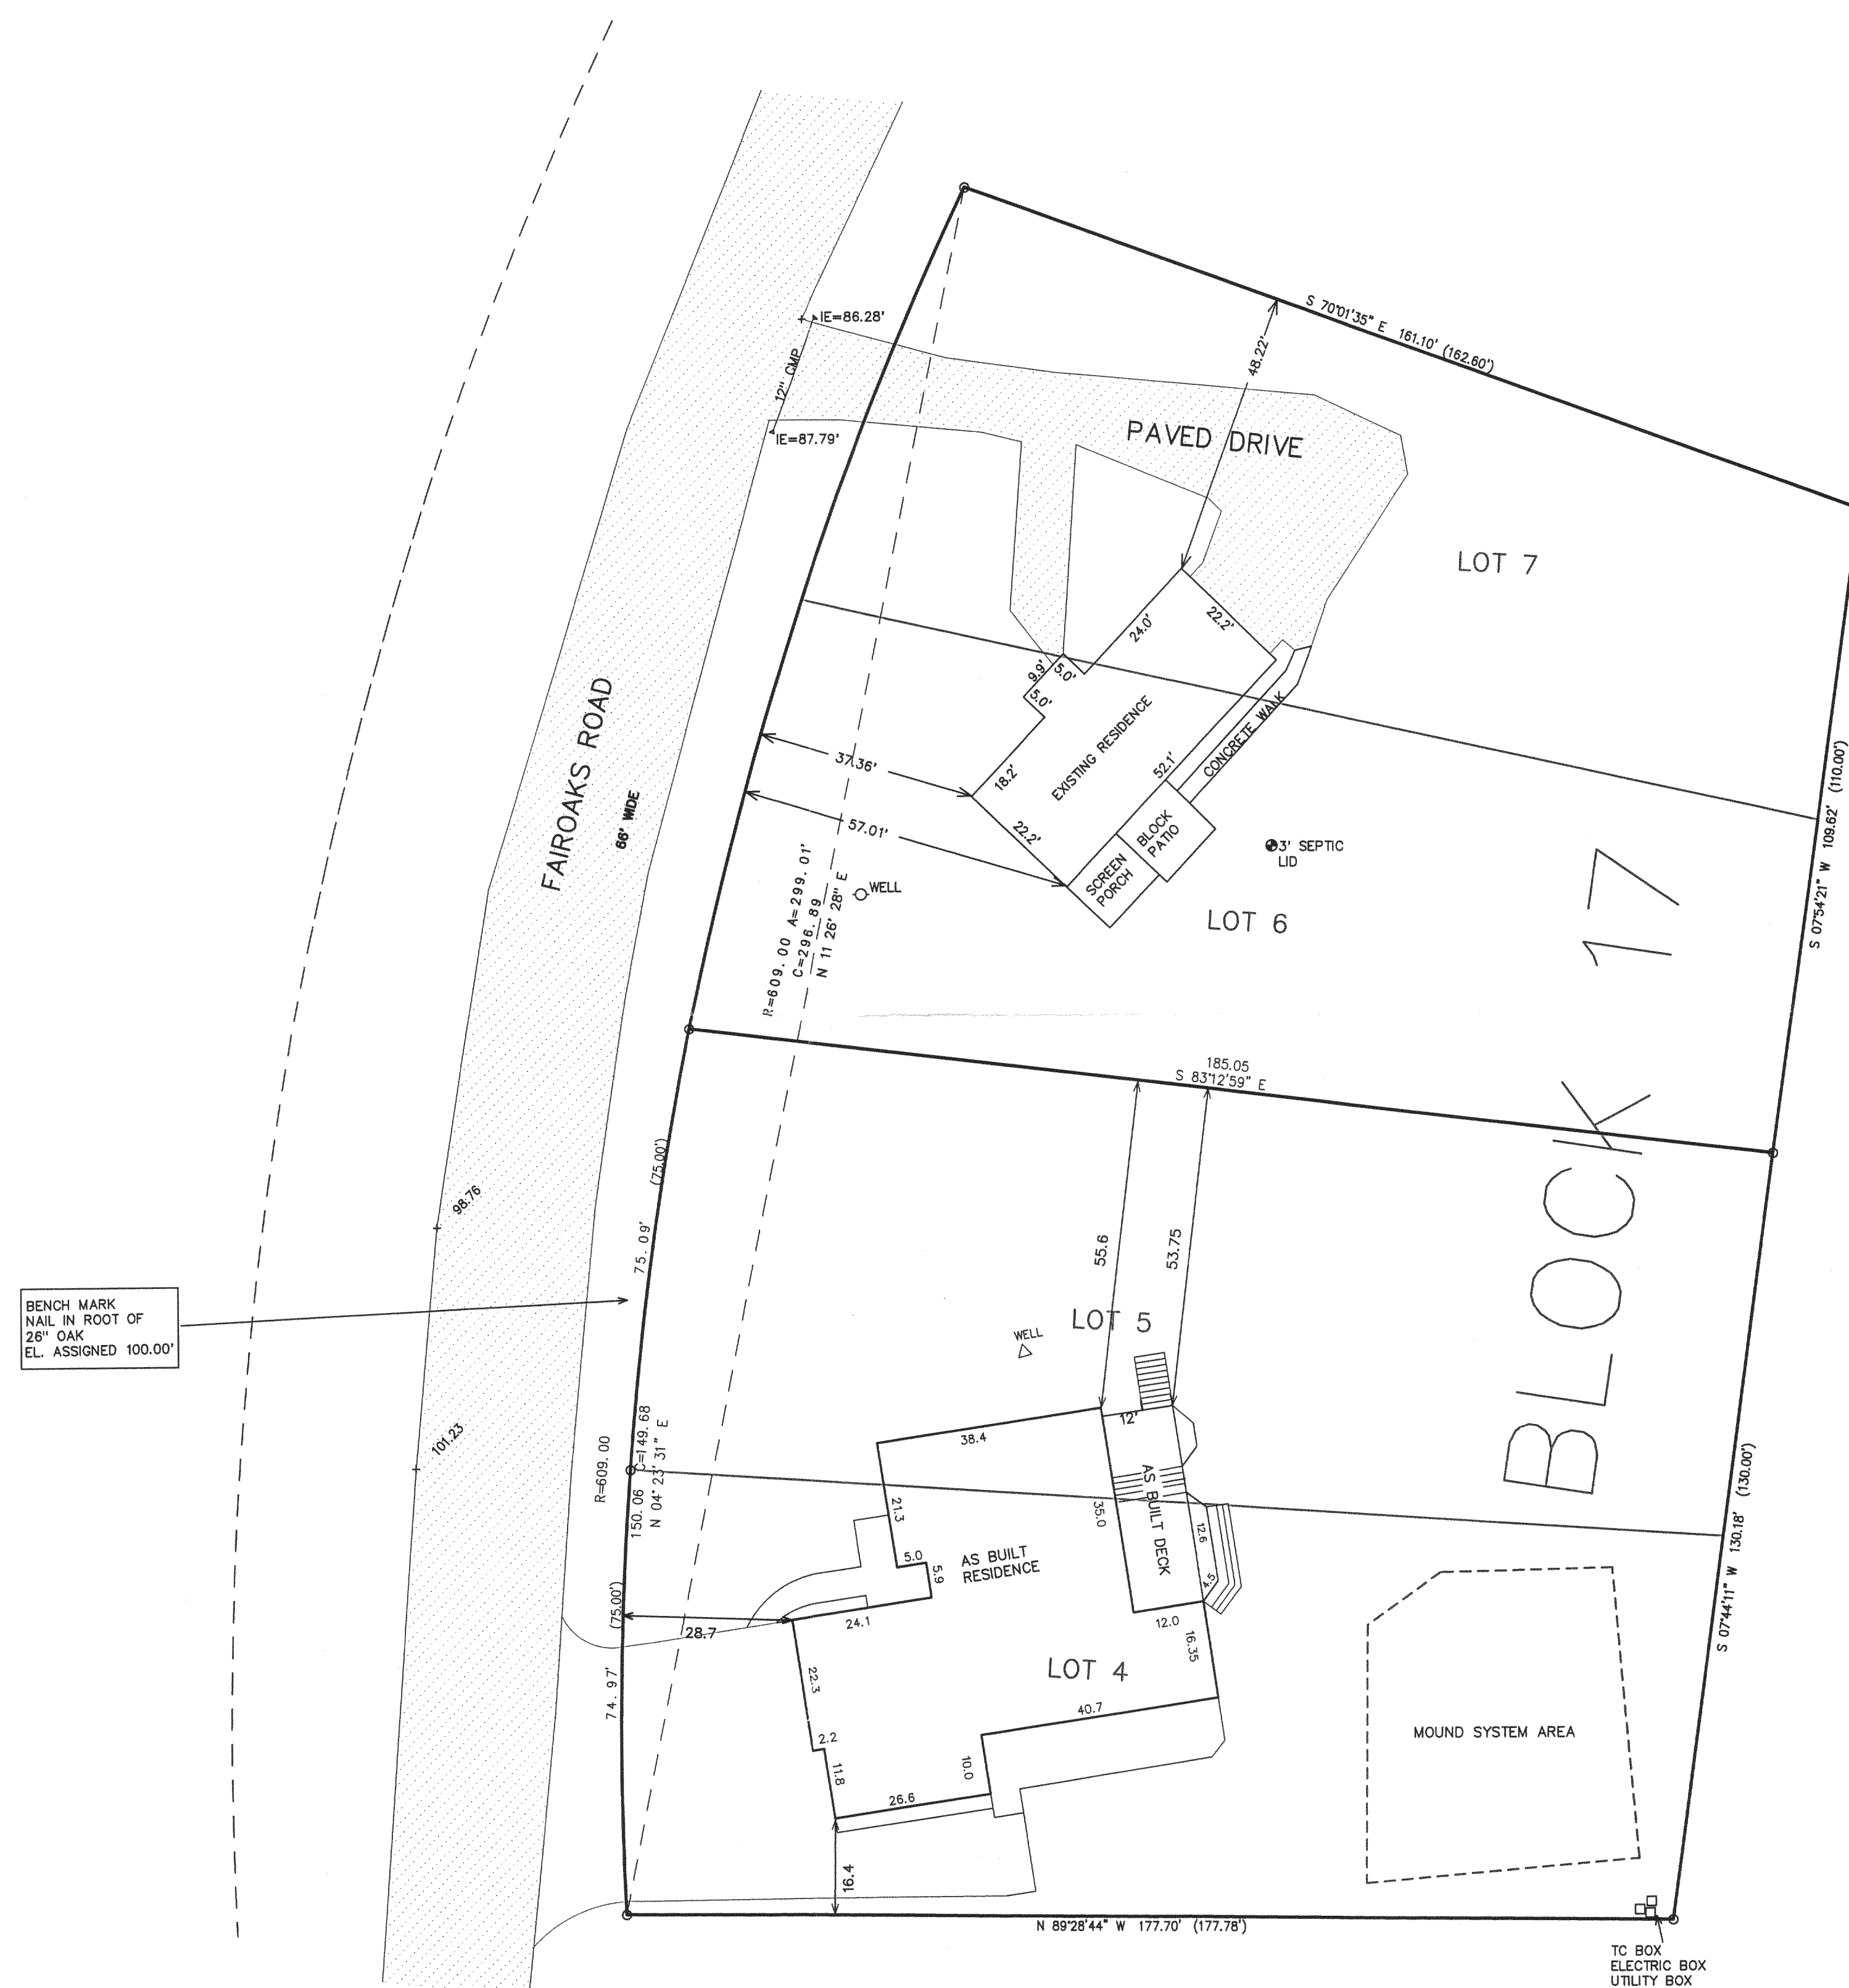 S 70°01'35" E 161.10' (162.60')
IE=86.28'
12" CMP
IE=87.79'
48.22'
PAVED DRIVE
LOT 7
22.2'
24.0'
9.9'
5.0'
5.0'
FAIROAKS ROAD
66' WIDE
37.36'
18.2'
EXISTING RESIDENCE
52.1'
CONCRETE WALK
57.01'
22.2'
BLOCK
PATIO
SCREEN
PORCH
3' SEPTIC
LID
WELL
LOT 6
R=609.00 A=299.01'
C=296.89
N 11 26' 28" E
S 07°54'21" W 109.62' (110.00')
BLOCK 17
185.05
S 83°12'59" E
(75.00')
75.09'
98.76
55.6
53.75
BENCH MARK
NAIL IN ROOT OF
26" OAK
EL. ASSIGNED 100.00'
LOT 5
WELL
101.23
R=609.00
150.06 C=149.68
N 04° 23' 31" E
38.4
12'
21.3
35.0
AS BUILT DECK
12.6
4.5
5.0
5.9
AS BUILT
RESIDENCE
(75.00')
28.7
24.1
12.0
16.35
S 07°44'11" W 130.18' (130.00')
74.97'
22.3
LOT 4
2.2
11.8
40.7
10.0
26.6
MOUND SYSTEM AREA
16.4
N 89°28'44" W 177.70' (177.78')
TC BOX
ELECTRIC BOX
UTILITY BOX